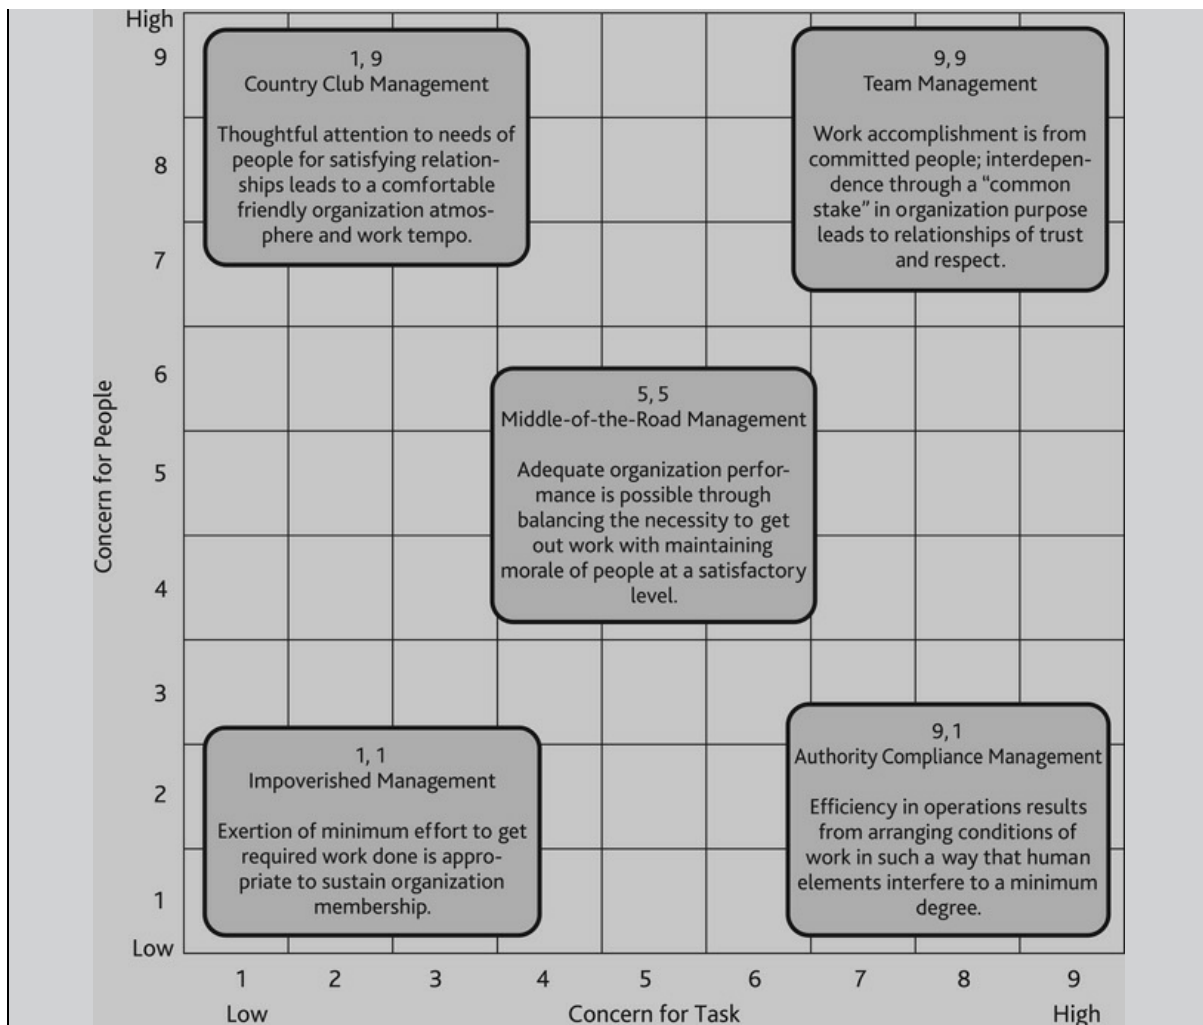 High
9
8
7
6
5
4
3
2
1
Low
Concern for People
1, 9
Country Club Management
Thoughtful attention to needs of
people for satisfying relation-
ships leads to a comfortable
friendly organization atmos-
phere and work tempo.
9, 9
Team Management
Work accomplishment is from
committed people; interdepen-
dence through a “common
stake” in organization purpose
leads to relationships of trust
and respect.
5, 5
Middle-of-the-Road Management
Adequate organization perfor-
mance is possible through
balancing the necessity to get
out work with maintaining
morale of people at a satisfactory
level.
1, 1
Impoverished Management
Exertion of minimum effort to get
required work done is appro-
priate to sustain organization
membership.
9, 1
Authority Compliance Management
Efficiency in operations results
from arranging conditions of
work in such a way that human
elements interfere to a minimum
degree.
1 2 3 4 5 6 7 8 9
Low Concern for Task High